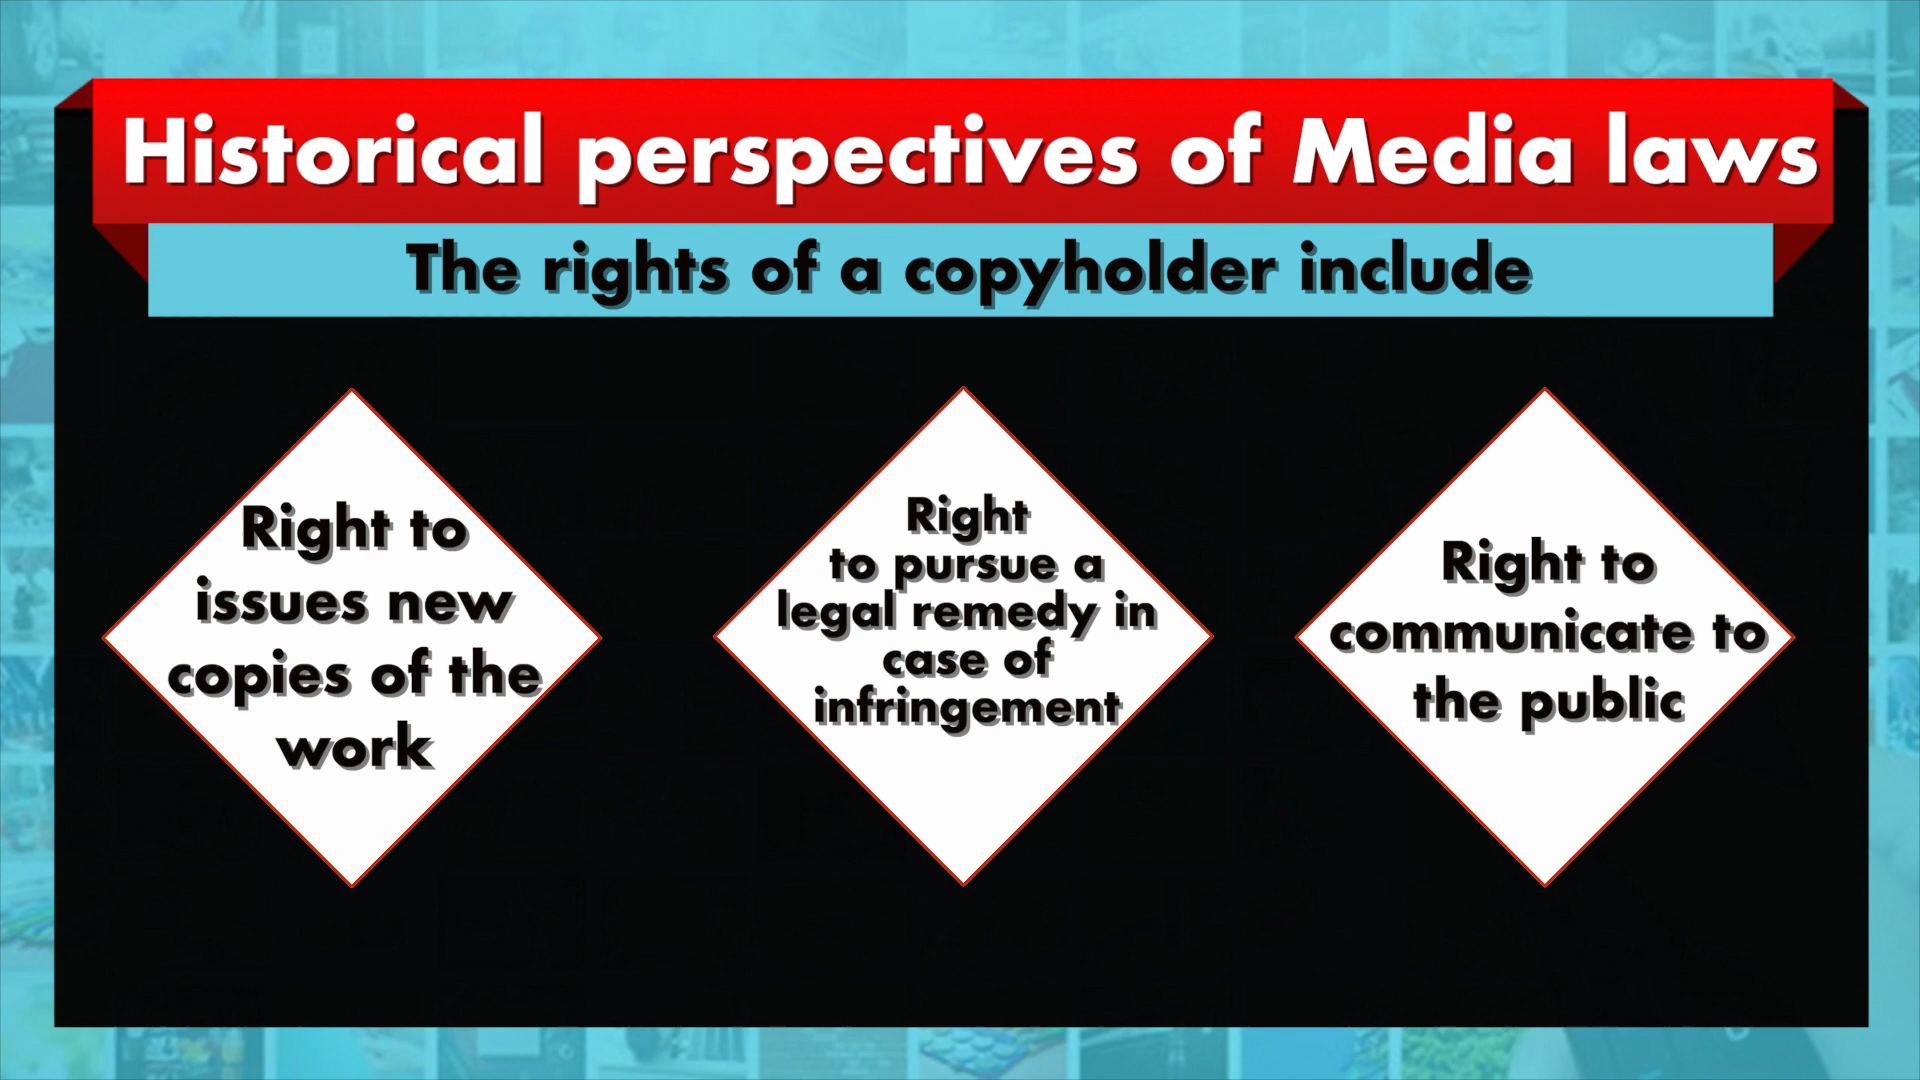 Historical perspectives of Media laws
The rights of a copyholder include
Right to
issues new
copies of the
work
Right
to pursue a
legal remedy in
case of
infringement
Right to
communicate to
the public